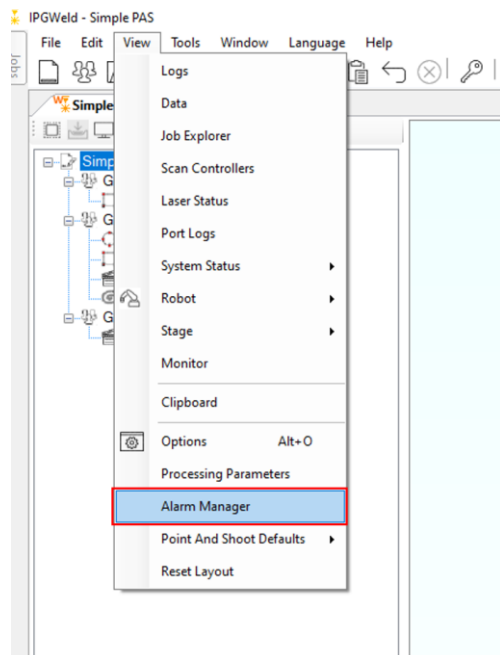 IPGWeld - Simple PAS
File Edit View Tools Window Language Help
Jobs
Simple
Logs
Data
Job Explorer
Scan Controllers
Laser Status
Port Logs
System Status
Robot
Stage
Monitor
Clipboard
Options Alt+O
Processing Parameters
Alarm Manager
Point And Shoot Defaults
Reset Layout
Simp
G
G
G